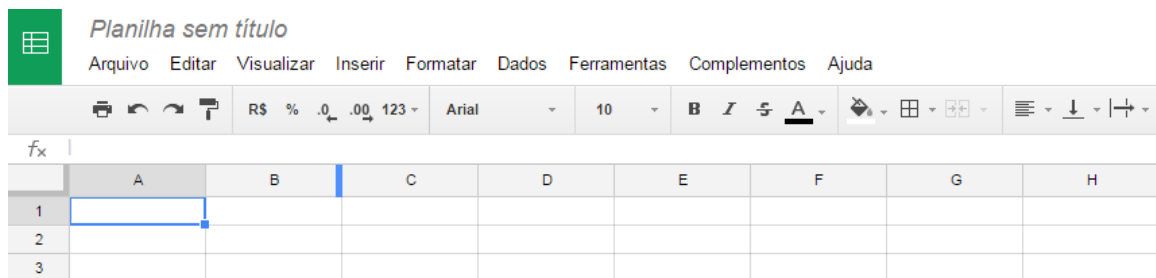 Planilha sem título
Arquivo Editar Visualizar Inserir Formatar Dados Ferramentas Complementos Ajuda
R$ % .0 .00 123 Arial 10 B I S A
fx
A B C D E F G H
1
2
3